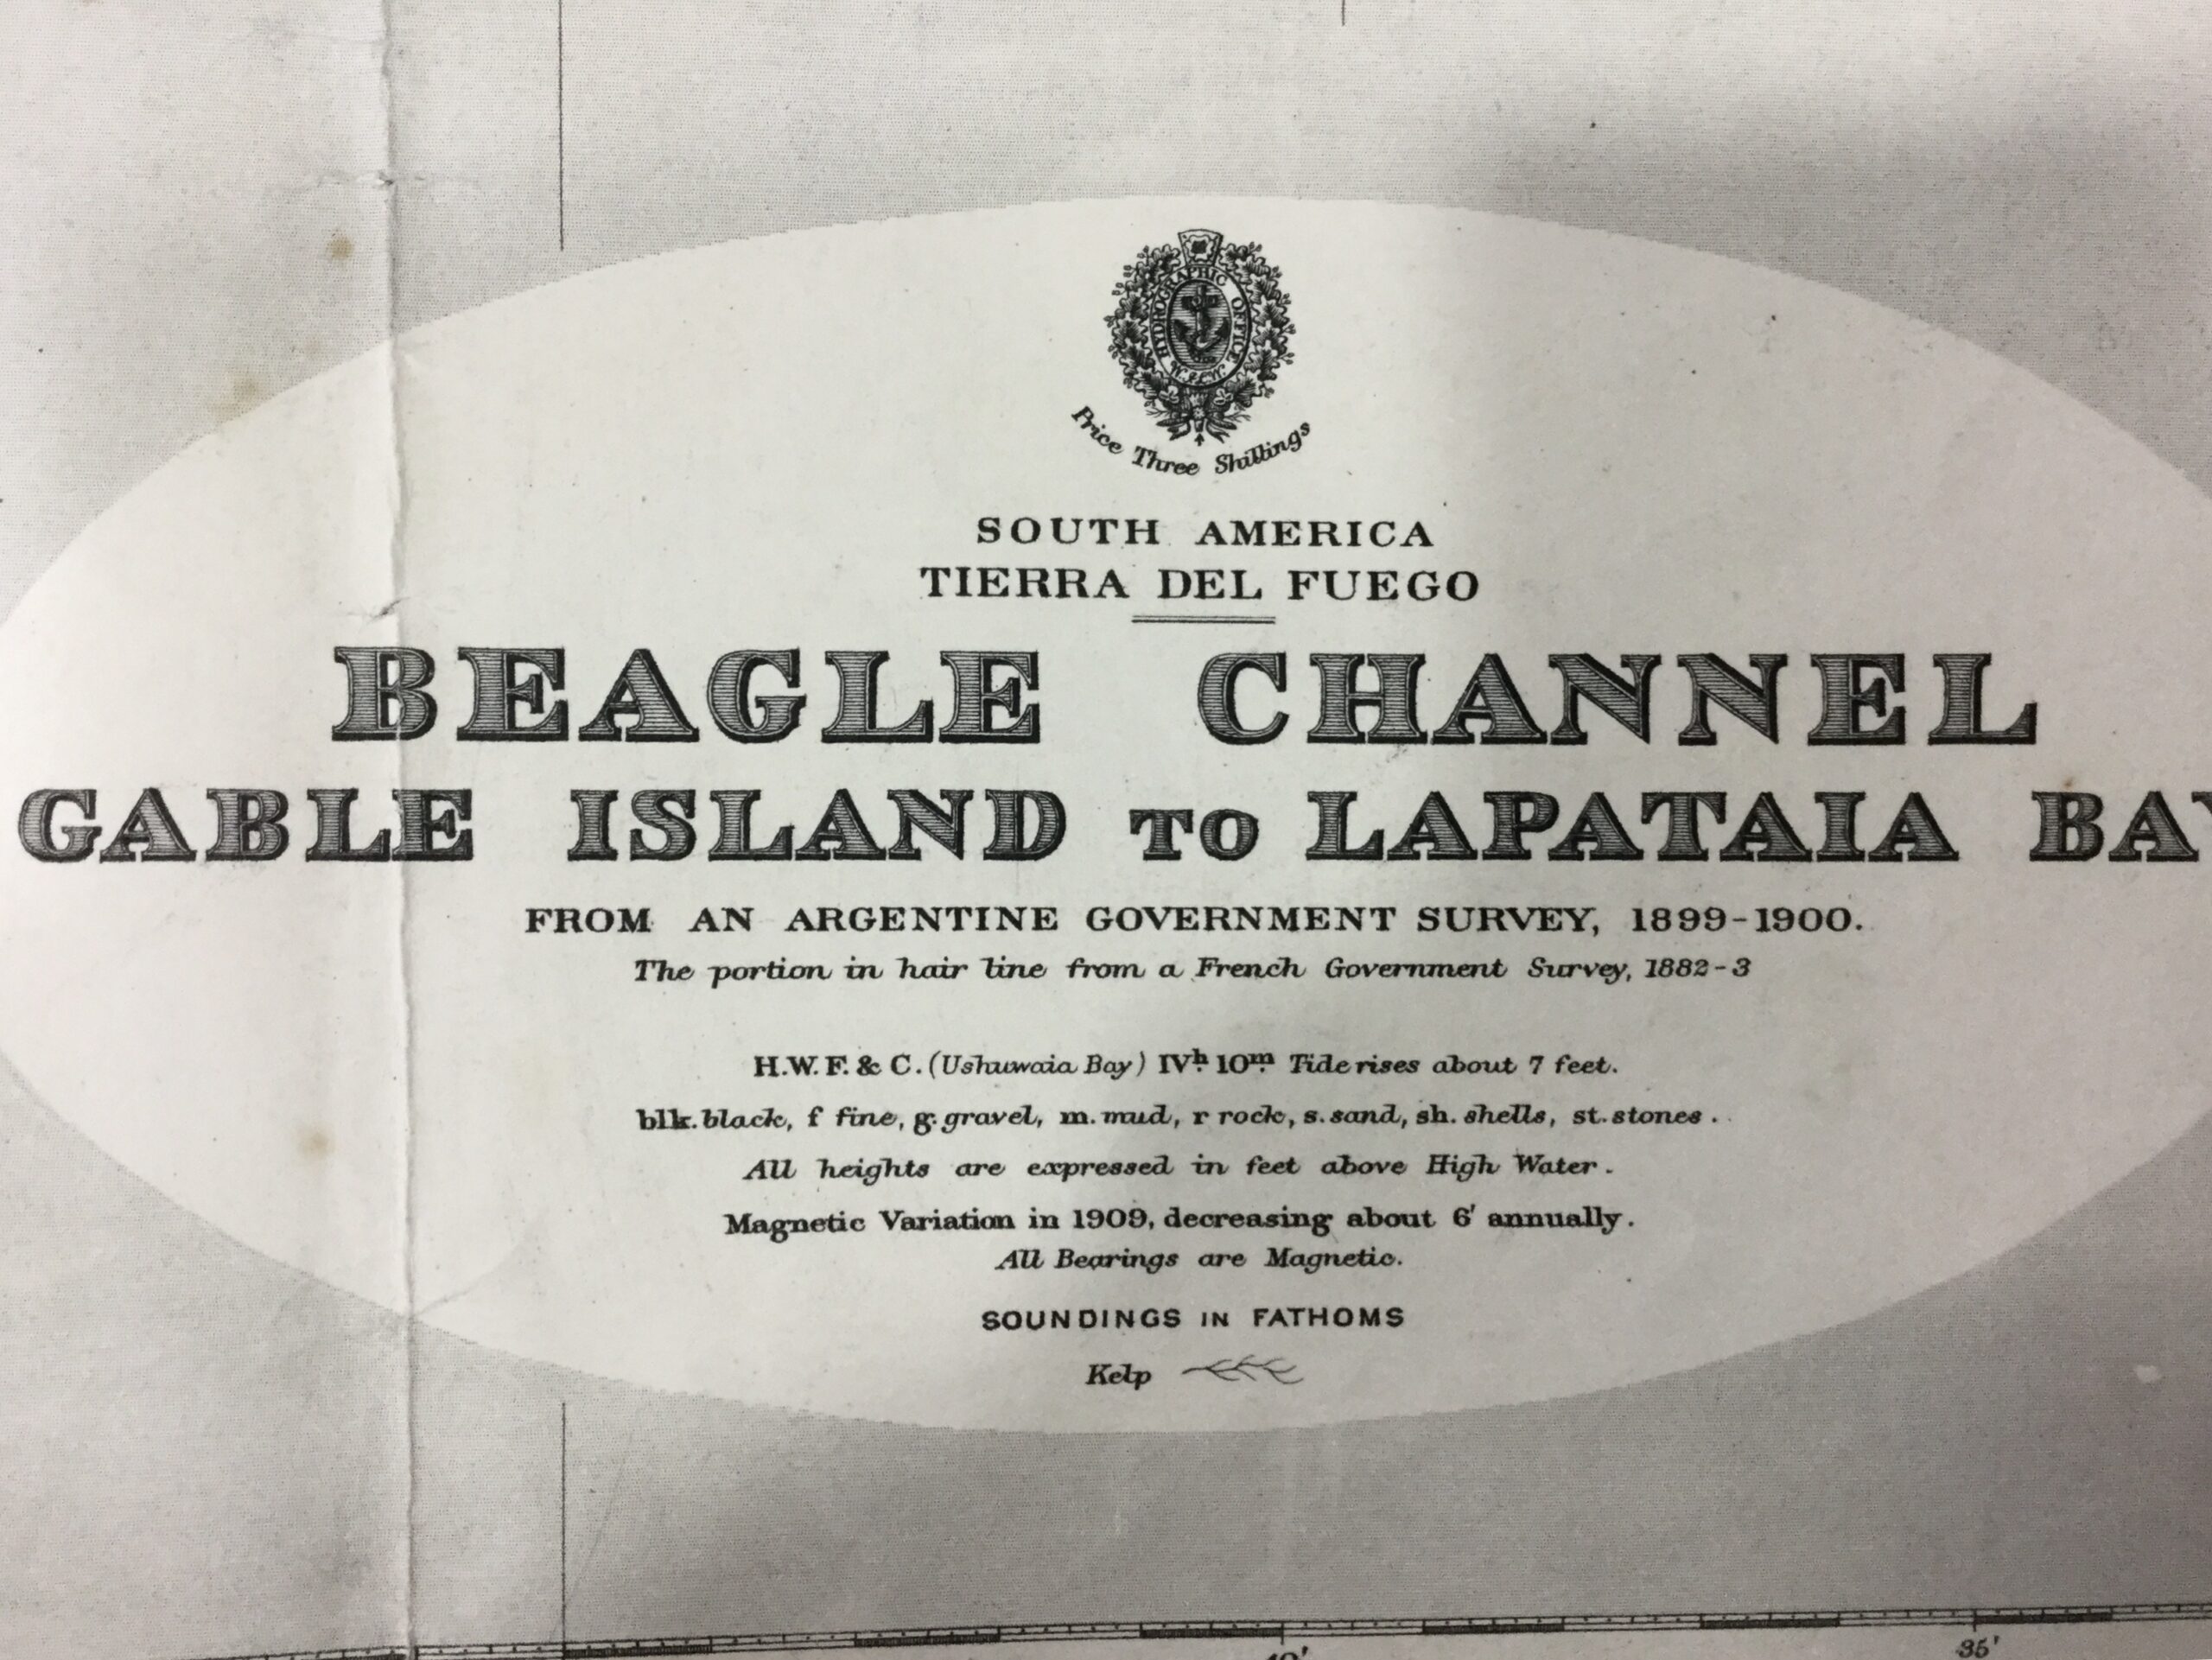 HYDROGRAPHIC OFFICE
Price Three Shillings
SOUTH AMERICA
TIERRA DEL FUEGO
BEAGLE CHANNEL
GABLE ISLAND TO LAPATAIA BAY
FROM AN ARGENTINE GOVERNMENT SURVEY, 1899-1900.
The portion in hair line from a French Government Survey, 1882-3
H.W.F. & C. (Ushuwaia Bay) IVh. 10m. Tide rises about 7 feet.
blk. black, f fine, g. gravel, m. mud, r rock, s. sand, sh. shells, st. stones.
All heights are expressed in feet above High Water.
Magnetic Variation in 1909, decreasing about 6' annually.
All Bearings are Magnetic.
SOUNDINGS IN FATHOMS
Kelp
35'